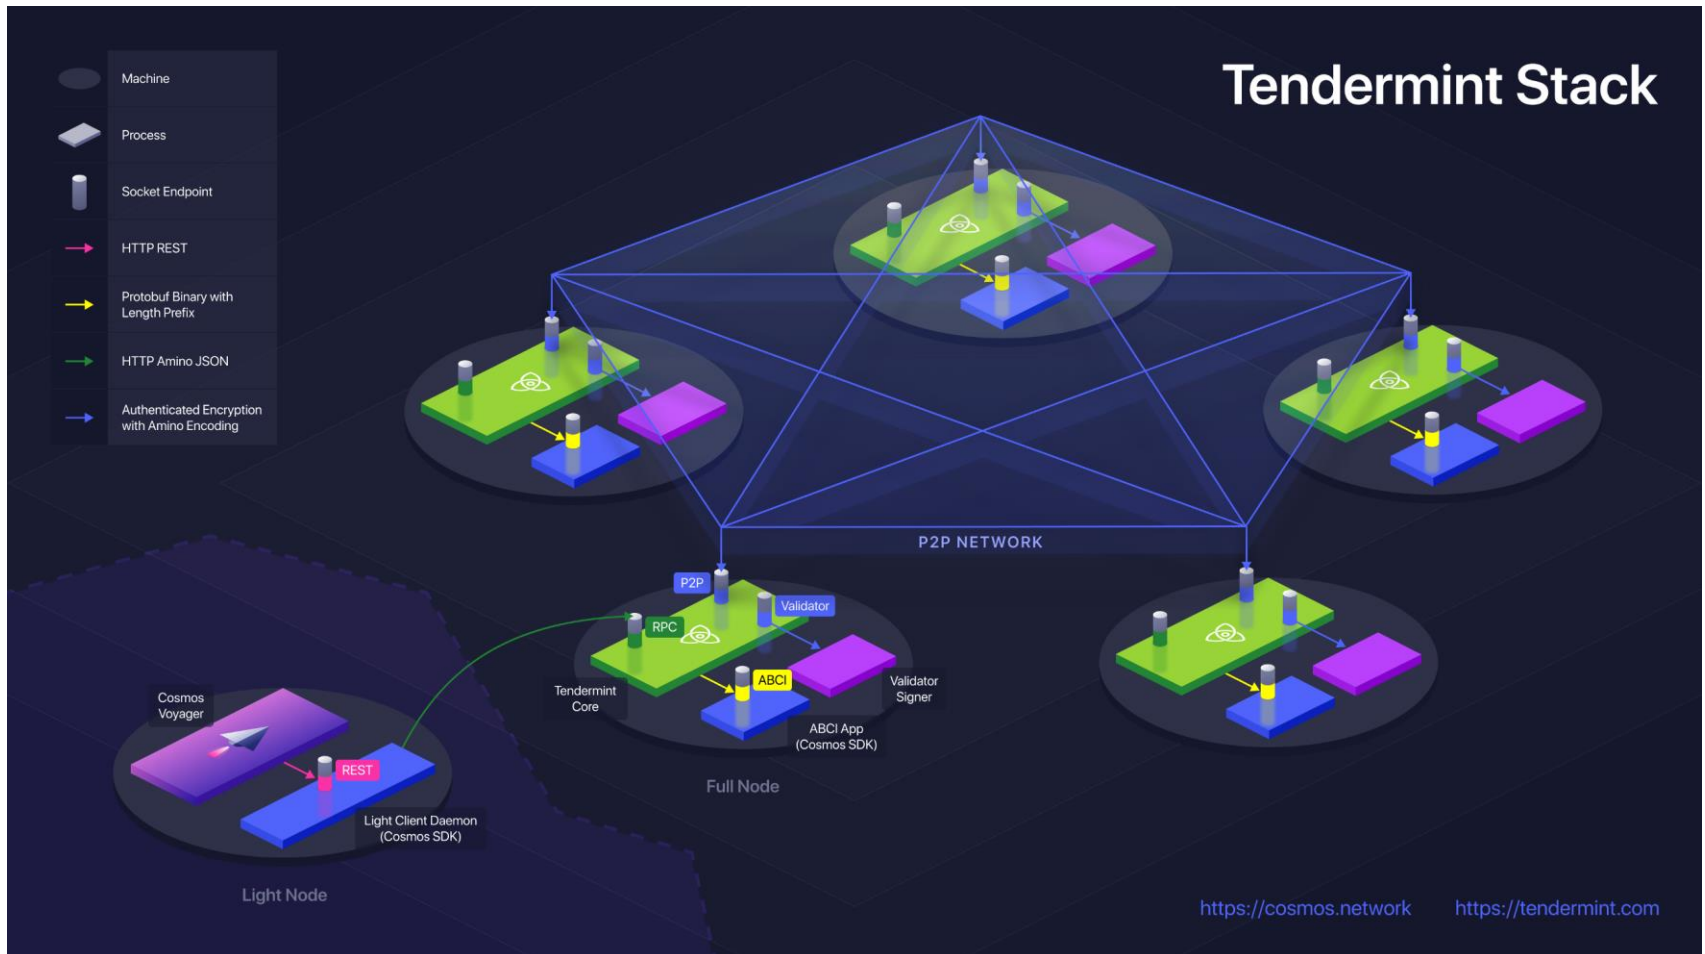 Tendermint Stack
Machine
Process
Socket Endpoint
HTTP REST
Protobuf Binary with
Length Prefix
HTTP Amino JSON
Authenticated Encryption
with Amino Encoding
P2P NETWORK
P2P
Validator
RPC
ABCI
Tendermint
Core
Validator
Signer
ABCI App
(Cosmos SDK)
Full Node
Cosmos
Voyager
REST
Light Client Daemon
(Cosmos SDK)
Light Node
https://cosmos.network
https://tendermint.com